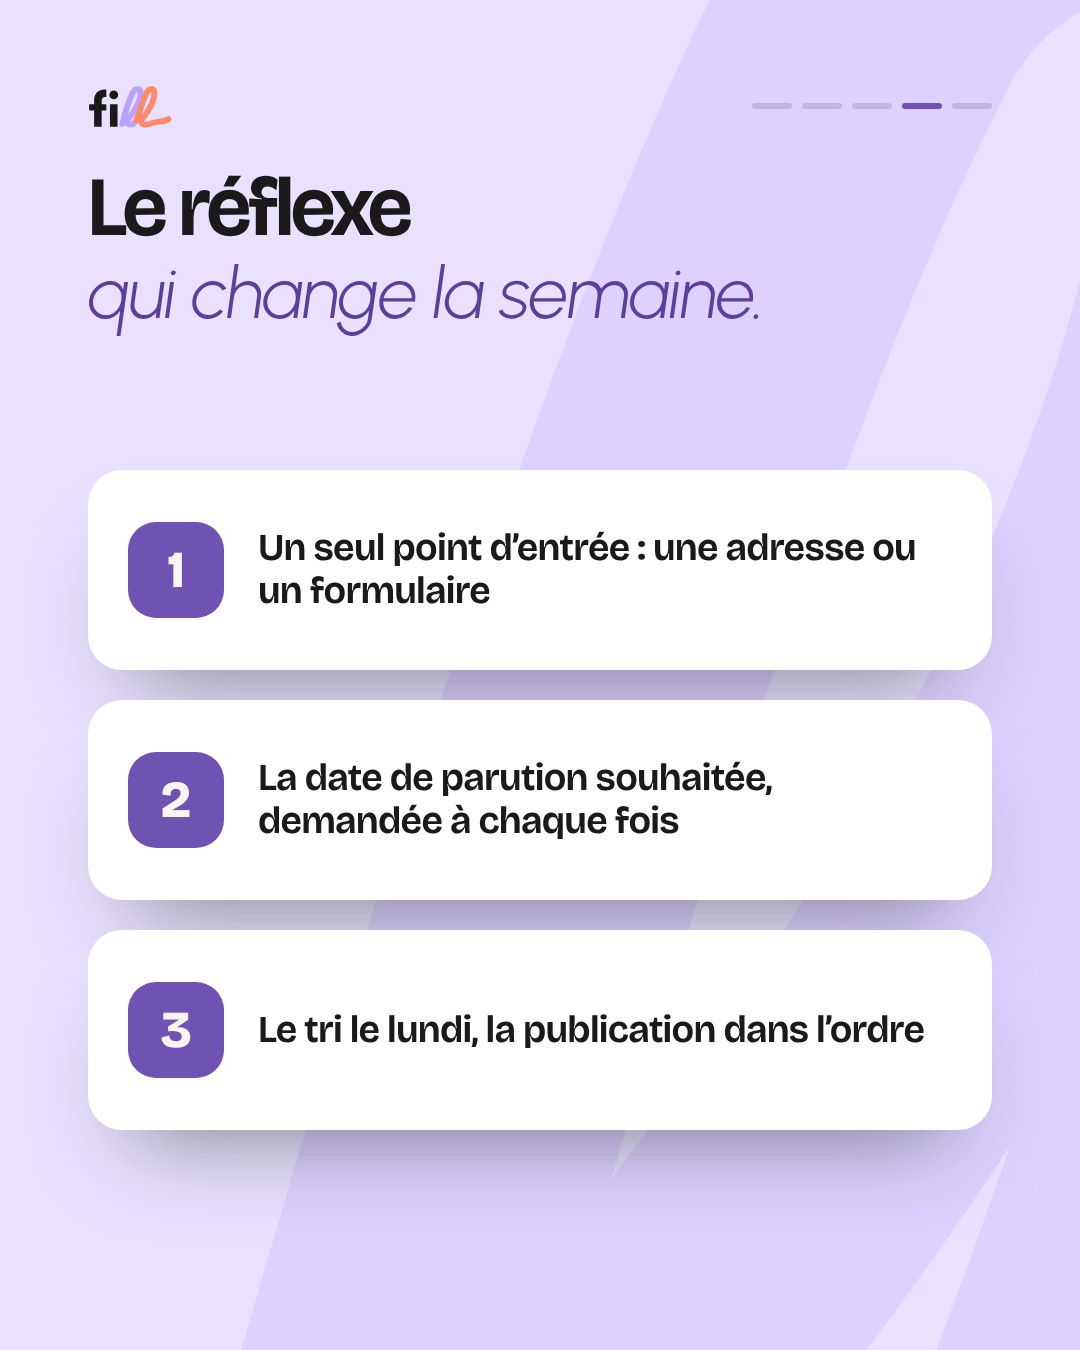 fill
Le réflexe
qui change la semaine.
1
Un seul point d’entrée : une adresse ou
un formulaire
2
La date de parution souhaitée,
demandée à chaque fois
3
Le tri le lundi, la publication dans l’ordre